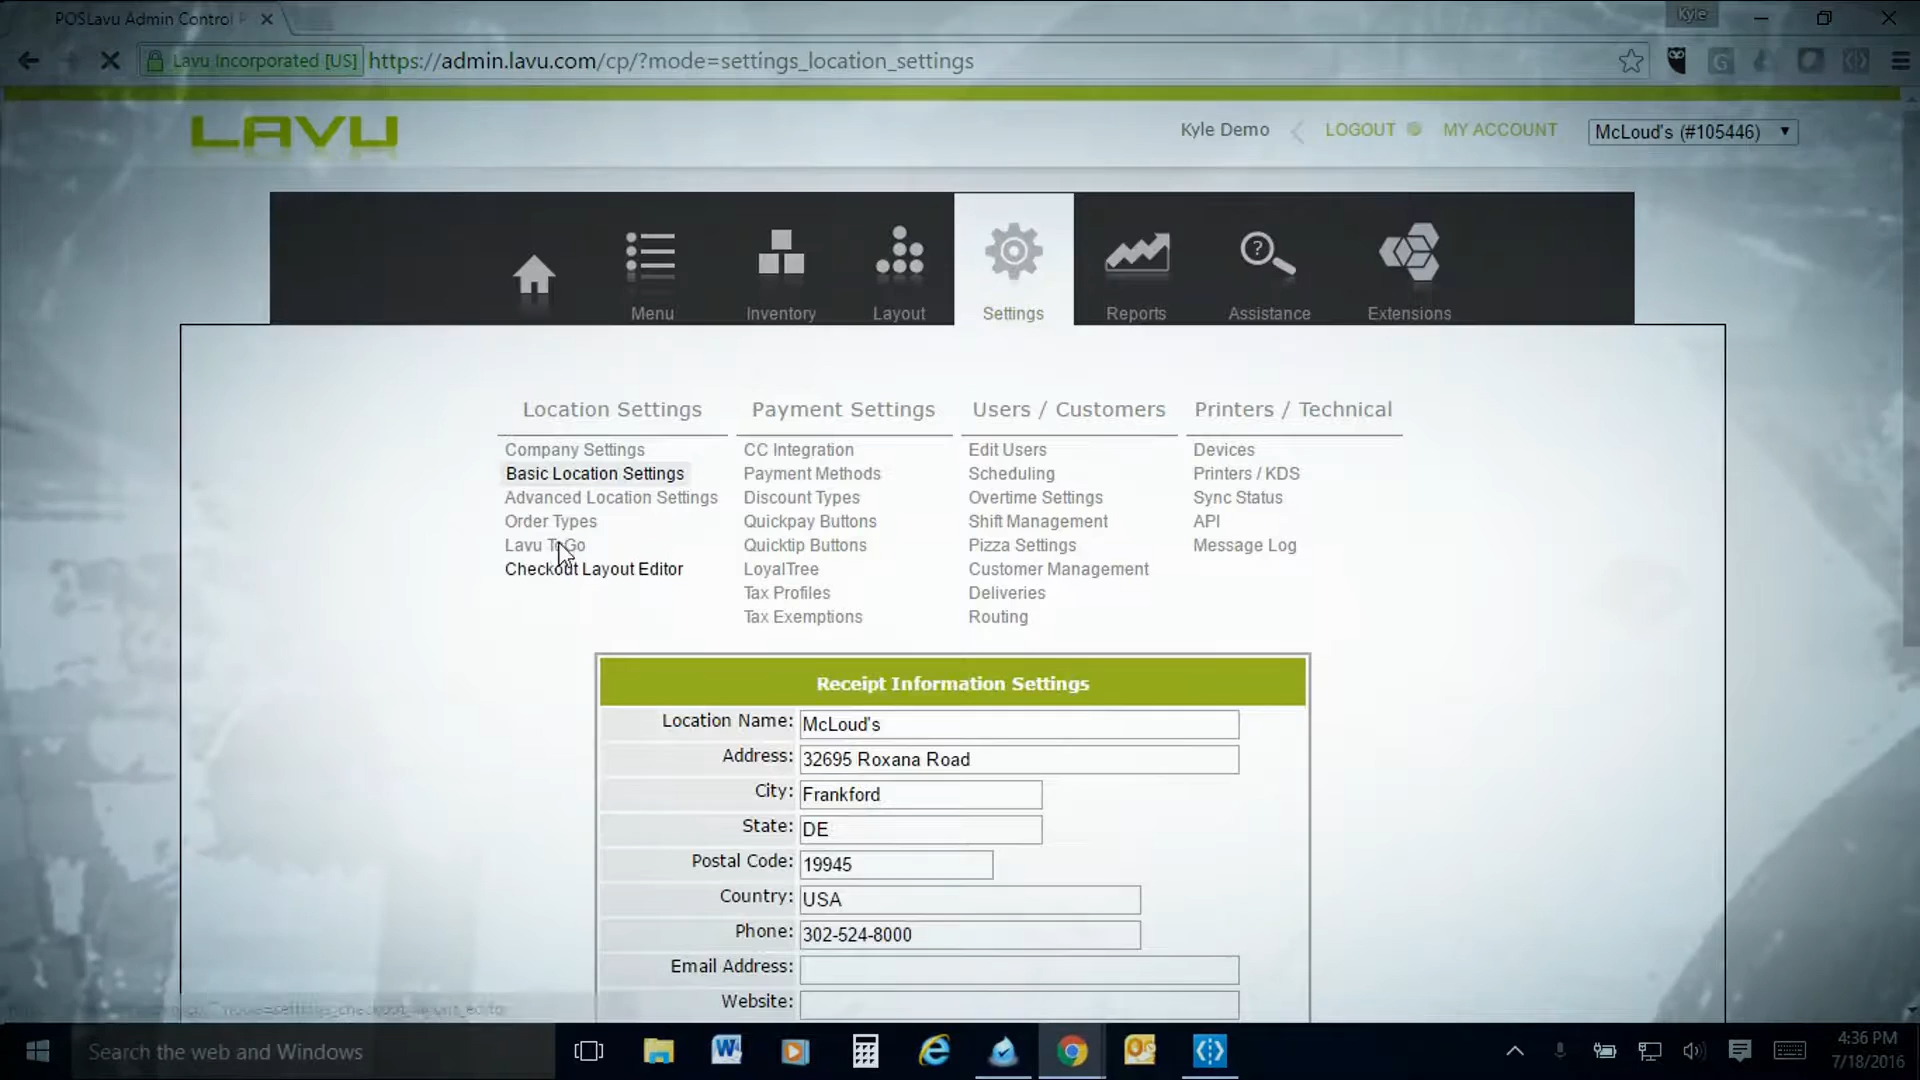 POSLavu Admin Control
Kyle
Lavu Incorporated [US]
https://admin.lavu.com/cp/?mode=settings_location_settings
LAVU
Kyle Demo
LOGOUT
MY ACCOUNT
McLoud's (#105446)
Menu
Inventory
Layout
Settings
Reports
Assistance
Extensions
Location Settings
Payment Settings
Users / Customers
Printers / Technical
Company Settings
CC Integration
Edit Users
Devices
Basic Location Settings
Payment Methods
Scheduling
Printers / KDS
Advanced Location Settings
Discount Types
Overtime Settings
Sync Status
Order Types
Quickpay Buttons
Shift Management
API
Lavu ToGo
Quicktip Buttons
Pizza Settings
Message Log
Checkout Layout Editor
LoyalTree
Customer Management
Tax Profiles
Deliveries
Tax Exemptions
Routing
Receipt Information Settings
Location Name: McLoud's
Address: 32695 Roxana Road
City: Frankford
State: DE
Postal Code: 19945
Country: USA
Phone: 302-524-8000
Email Address:
Website:
Search the web and Windows
4:36 PM
7/18/2016